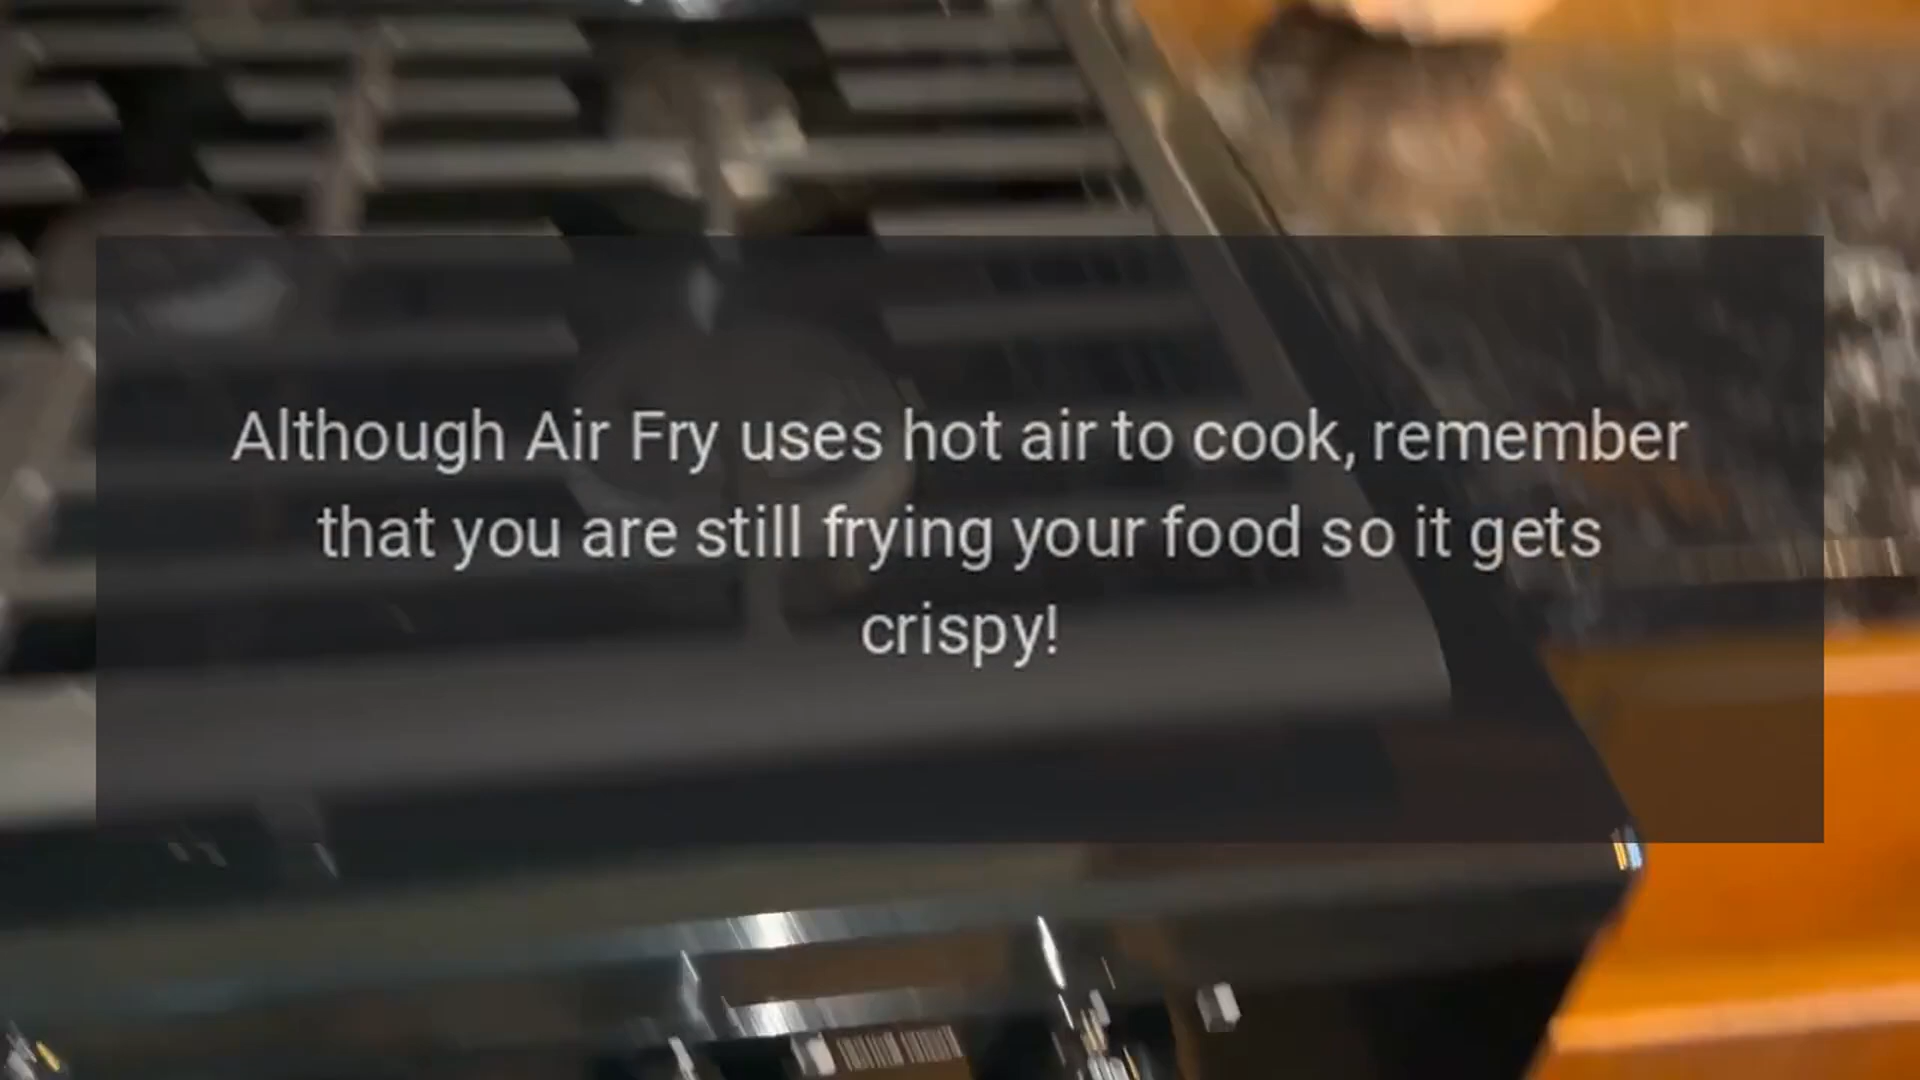 Although Air Fry uses hot air to cook, remember
that you are still frying your food so it gets
crispy!